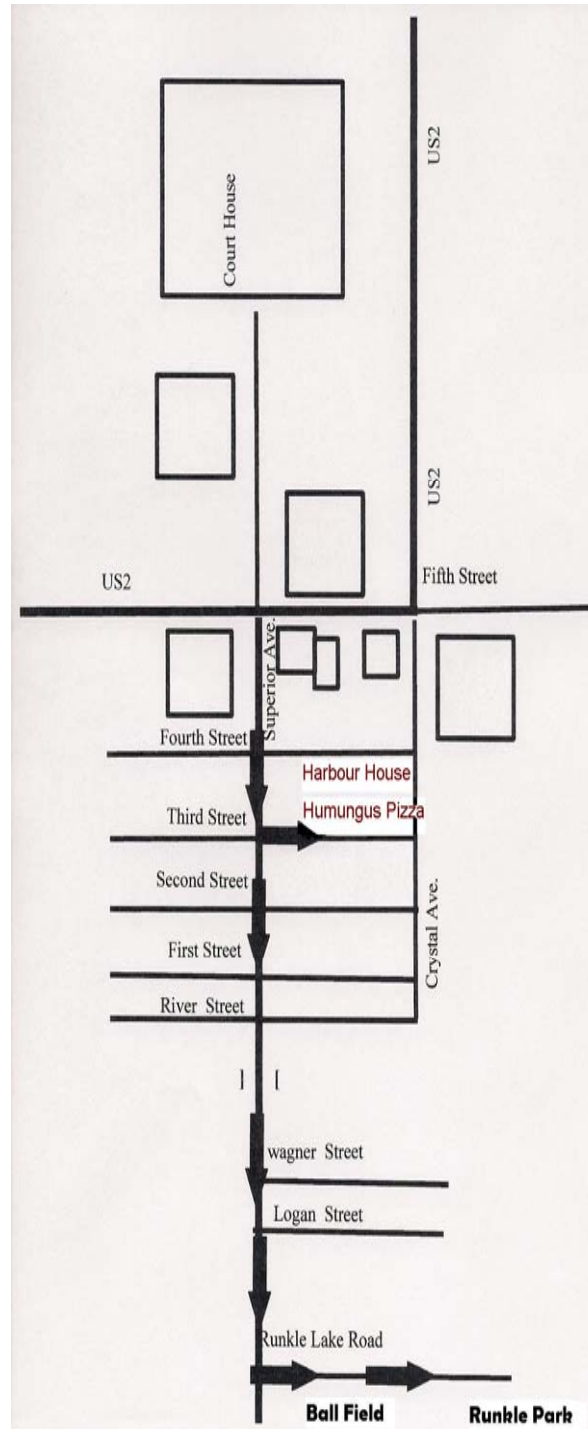 US2
Court House
US2
US2
Fifth Street
Superior Ave.
Fourth Street
Harbour House
Third Street
Humungus Pizza
Second Street
Crystal Ave.
First Street
River Street
] [
wagner Street
Logan Street
Runkle Lake Road
Ball Field
Runkle Park